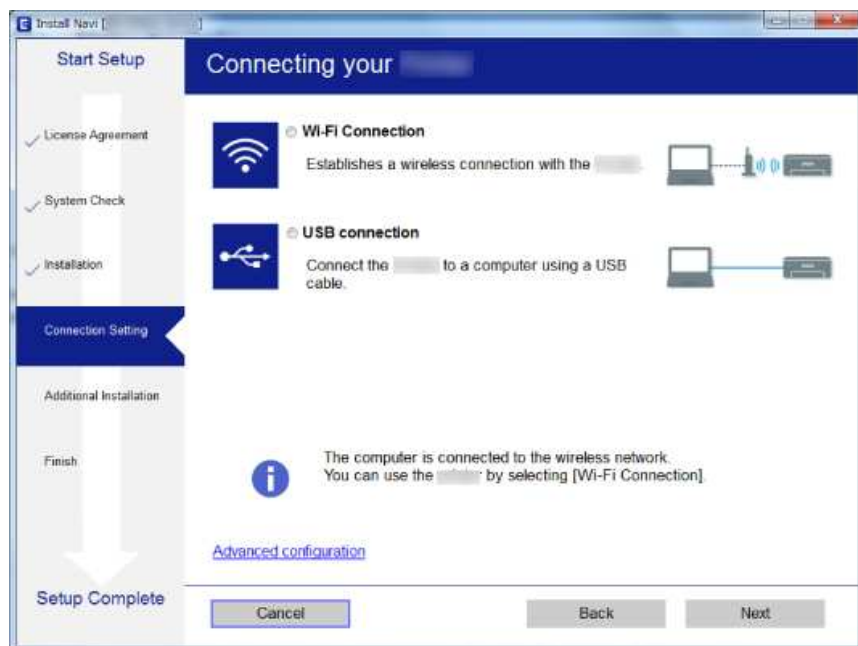 Install Navi [
]
Start Setup
Connecting your
License Agreement
System Check
Installation
Connection Setting
Additional Installation
Finish
Setup Complete
Wi-Fi Connection
Establishes a wireless connection with the
USB connection
Connect the to a computer using a USB
cable.
The computer is connected to the wireless network.
You can use the by selecting [Wi-Fi Connection]
Advanced configuration
Cancel
Back
Next